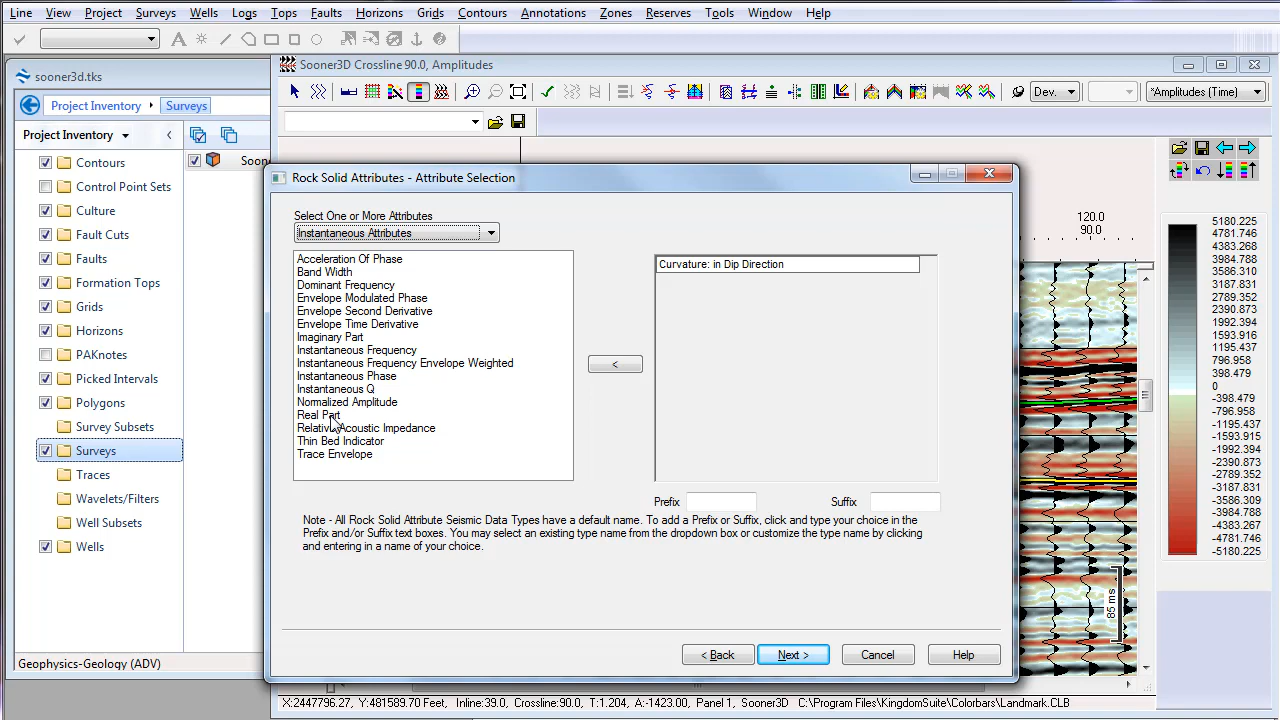 Line View Project Surveys Wells Logs Tops Faults Horizons Grids Contours Annotations Zones Reserves Tools Window Help
sooner3d.tks
Project Inventory Surveys
Project Inventory
Contours
Control Point Sets
Culture
Fault Cuts
Faults
Formation Tops
Grids
Horizons
PAKnotes
Picked Intervals
Polygons
Survey Subsets
Surveys
Traces
Wavelets/Filters
Well Subsets
Wells
Geophysics-Geology (ADV)
Soon
Sooner3D Crossline 90.0, Amplitudes
Dev.
*Amplitudes (Time)
Rock Solid Attributes - Attribute Selection
Select One or More Attributes
Instantaneous Attributes
Acceleration Of Phase
Band Width
Dominant Frequency
Envelope Modulated Phase
Envelope Second Derivative
Envelope Time Derivative
Imaginary Part
Instantaneous Frequency
Instantaneous Frequency Envelope Weighted
Instantaneous Phase
Instantaneous Q
Normalized Amplitude
Real Part
Relative Acoustic Impedance
Thin Bed Indicator
Trace Envelope
<
Curvature: in Dip Direction
Prefix
Suffix
Note - All Rock Solid Attribute Seismic Data Types have a default name. To add a Prefix or Suffix, click and type your choice in the
Prefix and/or Suffix text boxes. You may select an existing type name from the dropdown box or customize the type name by clicking
and entering in a name of your choice.
< Back
Next >
Cancel
Help
120.0
90.0
85 ms
5180.225
4781.746
4383.268
3984.788
3586.310
3187.831
2789.352
2390.873
1992.394
1593.915
1195.437
796.958
398.479
0
-398.479
-796.958
-1195.437
-1593.915
-1992.394
-2390.873
-2789.352
-3187.831
-3586.309
-3984.788
-4383.267
-4781.746
-5180.225
X:2447796.27, Y:481589.70 Feet, Inline:29.0, Crossline:90.0, T:1.204, A:-1423.00, Panel 1, Sooner3D C:\Program Files\KingdomSuite\Colorbars\Landmark.CLB